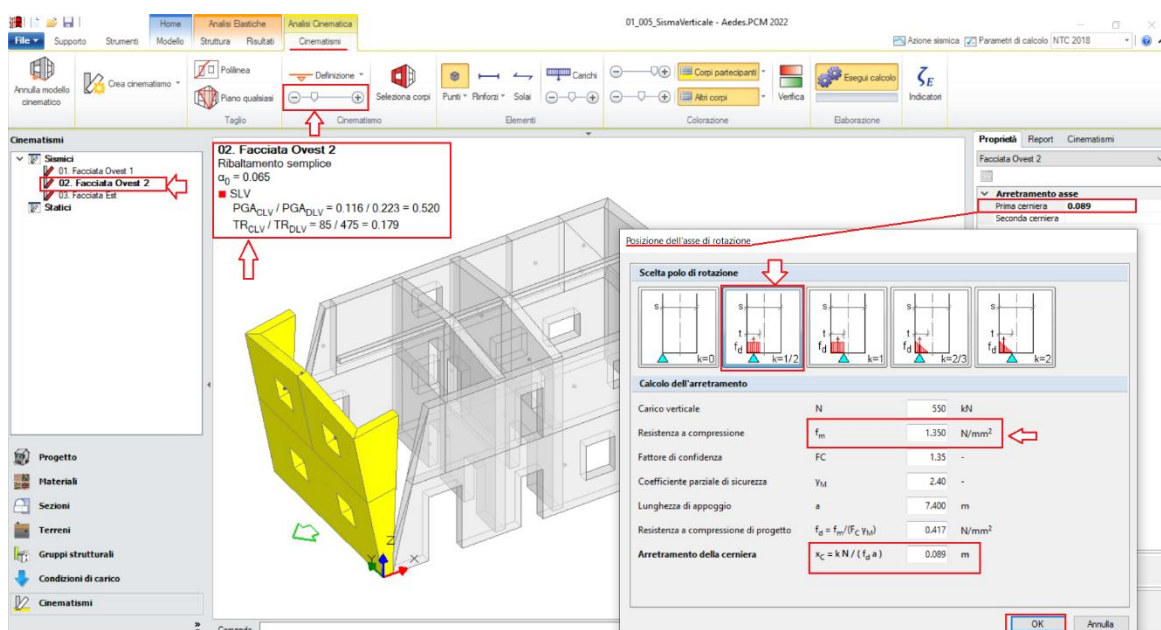 01_005_SismaVerticale - Aedes.PCM 2022
Home
Analisi Elastiche
Analisi Cinematica
File
Supporto
Strumenti
Modello
Struttura
Risultati
Cinematismi
Azione sismica
Parametri di calcolo
NTC 2018
Annulla modello cinematico
Crea cinematismo
Polilinea
Piano qualsiasi
Taglio
Definizione
Seleziona corpi
Cinematismo
Punti
Rinforzi
Solai
Carichi
Elementi
Corpi partecipanti
Altri corpi
Verifica
Colorazione
Esegui calcolo
Elaborazione
ζE
Indicatori
Cinematismi
Sismici
01. Facciata Ovest 1
02. Facciata Ovest 2
03. Facciata Est
Statici
Progetto
Materiali
Sezioni
Terreni
Gruppi strutturali
Condizioni di carico
Cinematismi
02. Facciata Ovest 2
Ribaltamento semplice
α0 = 0.065
SLV
PGACLV / PGADLV = 0.116 / 0.223 = 0.520
TRCLV / TRDLV = 85 / 475 = 0.179
Z
Y
X
Comando
Proprietà
Report
Cinematismi
Facciata Ovest 2
Arretramento asse
Prima cerniera 0.089
Seconda cerniera
Posizione dell'asse di rotazione
Scelta polo di rotazione
s
k=0
s
t
fd
k=1/2
s
t
fd
k=1
s
t
fd
k=2/3
s
t
fd
k=2
Calcolo dell'arretramento
Carico verticale N 550 kN
Resistenza a compressione fm 1.350 N/mm²
Fattore di confidenza FC 1.35 -
Coefficiente parziale di sicurezza γM 2.40 -
Lunghezza di appoggio a 7.400 m
Resistenza a compressione di progetto fd = fm/(FC γM) 0.417 N/mm²
Arretramento della cerniera xC = k N / ( fd a ) 0.089 m
OK
Annulla